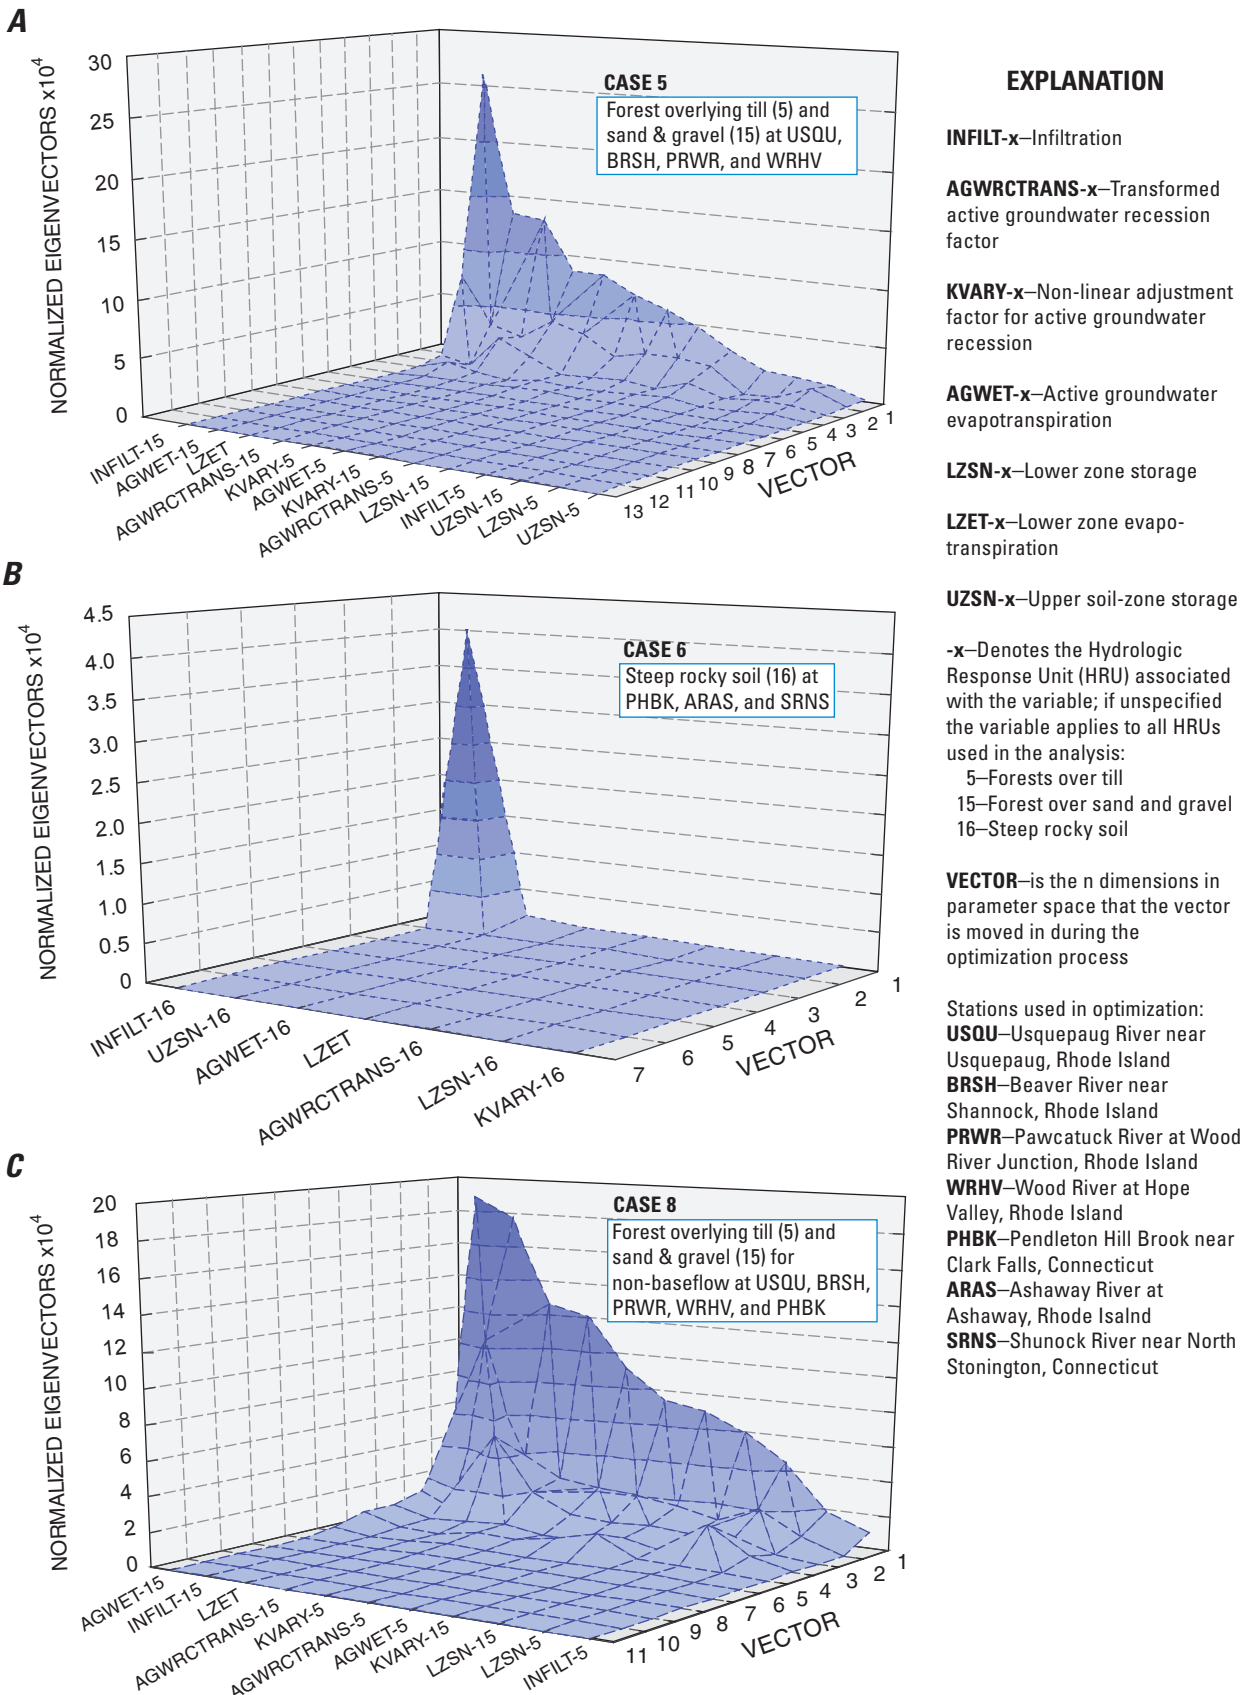 A
NORMALIZED EIGENVECTORS x10⁴
30
25
20
15
10
5
0
CASE 5
Forest overlying till (5) and
sand & gravel (15) at USQU,
BRSH, PRWR, and WRHV
INFILT-15
AGWET-15
LZET
AGWRCTRANS-15
KVARY-5
AGWET-5
KVARY-15
AGWRCTRANS-5
LZSN-15
INFILT-5
UZSN-15
LZSN-5
UZSN-5
13 12 11 10 9 8 7 6 5 4 3 2 1
VECTOR
B
NORMALIZED EIGENVECTORS x10⁴
4.5
4.0
3.5
3.0
2.5
2.0
1.5
1.0
0.5
0
CASE 6
Steep rocky soil (16) at
PHBK, ARAS, and SRNS
INFILT-16
UZSN-16
AGWET-16
LZET
AGWRCTRANS-16
LZSN-16
KVARY-16
7 6 5 4 3 2 1
VECTOR
C
NORMALIZED EIGENVECTORS x10⁴
20
18
16
14
12
10
8
6
4
2
0
CASE 8
Forest overlying till (5) and
sand & gravel (15) for
non-baseflow at USQU, BRSH,
PRWR, WRHV, and PHBK
AGWET-15
INFILT-15
LZET
AGWRCTRANS-15
KVARY-5
AGWRCTRANS-5
AGWET-5
KVARY-15
LZSN-15
LZSN-5
INFILT-5
11 10 9 8 7 6 5 4 3 2 1
VECTOR
EXPLANATION
INFILT-x–Infiltration
AGWRCTRANS-x–Transformed
active groundwater recession
factor
KVARY-x–Non-linear adjustment
factor for active groundwater
recession
AGWET-x–Active groundwater
evapotranspiration
LZSN-x–Lower zone storage
LZET-x–Lower zone evapo-
transpiration
UZSN-x–Upper soil-zone storage
-x–Denotes the Hydrologic
Response Unit (HRU) associated
with the variable; if unspecified
the variable applies to all HRUs
used in the analysis:
5–Forests over till
15–Forest over sand and gravel
16–Steep rocky soil
VECTOR–is the n dimensions in
parameter space that the vector
is moved in during the
optimization process
Stations used in optimization:
USQU–Usquepaug River near
Usquepaug, Rhode Island
BRSH–Beaver River near
Shannock, Rhode Island
PRWR–Pawcatuck River at Wood
River Junction, Rhode Island
WRHV–Wood River at Hope
Valley, Rhode Island
PHBK–Pendleton Hill Brook near
Clark Falls, Connecticut
ARAS–Ashaway River at
Ashaway, Rhode Isalnd
SRNS–Shunock River near North
Stonington, Connecticut